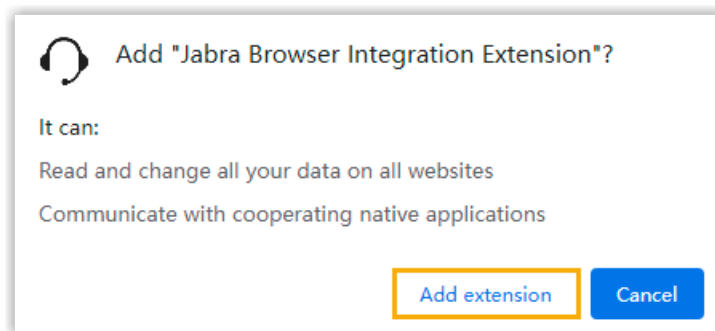 Add "Jabra Browser Integration Extension"?
It can:
Read and change all your data on all websites
Communicate with cooperating native applications
Add extension
Cancel